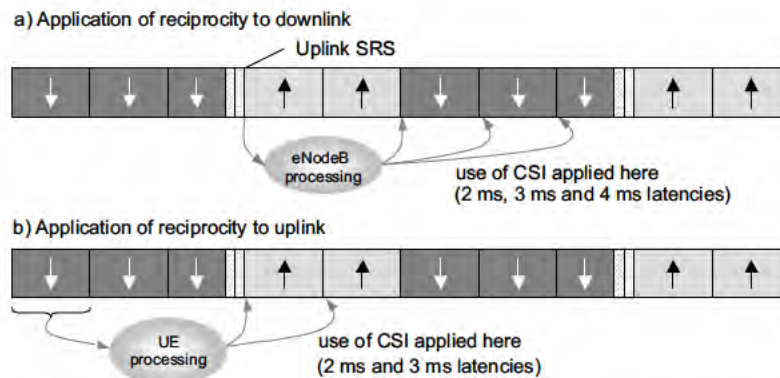 a) Application of reciprocity to downlink
Uplink SRS
eNodeB
processing
use of CSI applied here
(2 ms, 3 ms and 4 ms latencies)
b) Application of reciprocity to uplink
UE
processing
use of CSI applied here
(2 ms and 3 ms latencies)